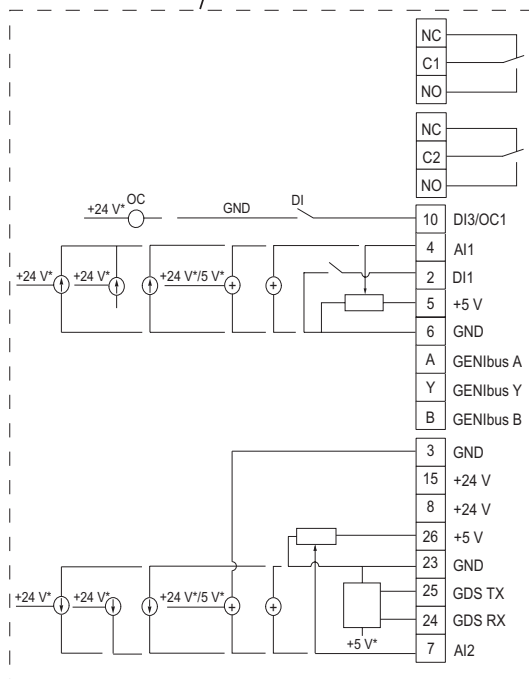 NC
C1
NO
NC
C2
NO
+24 V* OC GND DI 10 DI3/OC1
4 AI1
+24 V* +24 V* +24 V*/5 V* + + 2 DI1
5 +5 V
6 GND
A GENIbus A
Y GENIbus Y
B GENIbus B
3 GND
15 +24 V
8 +24 V
26 +5 V
23 GND
+24 V* +24 V* +24 V*/5 V* + + 25 GDS TX
24 GDS RX
+5 V* 7 AI2